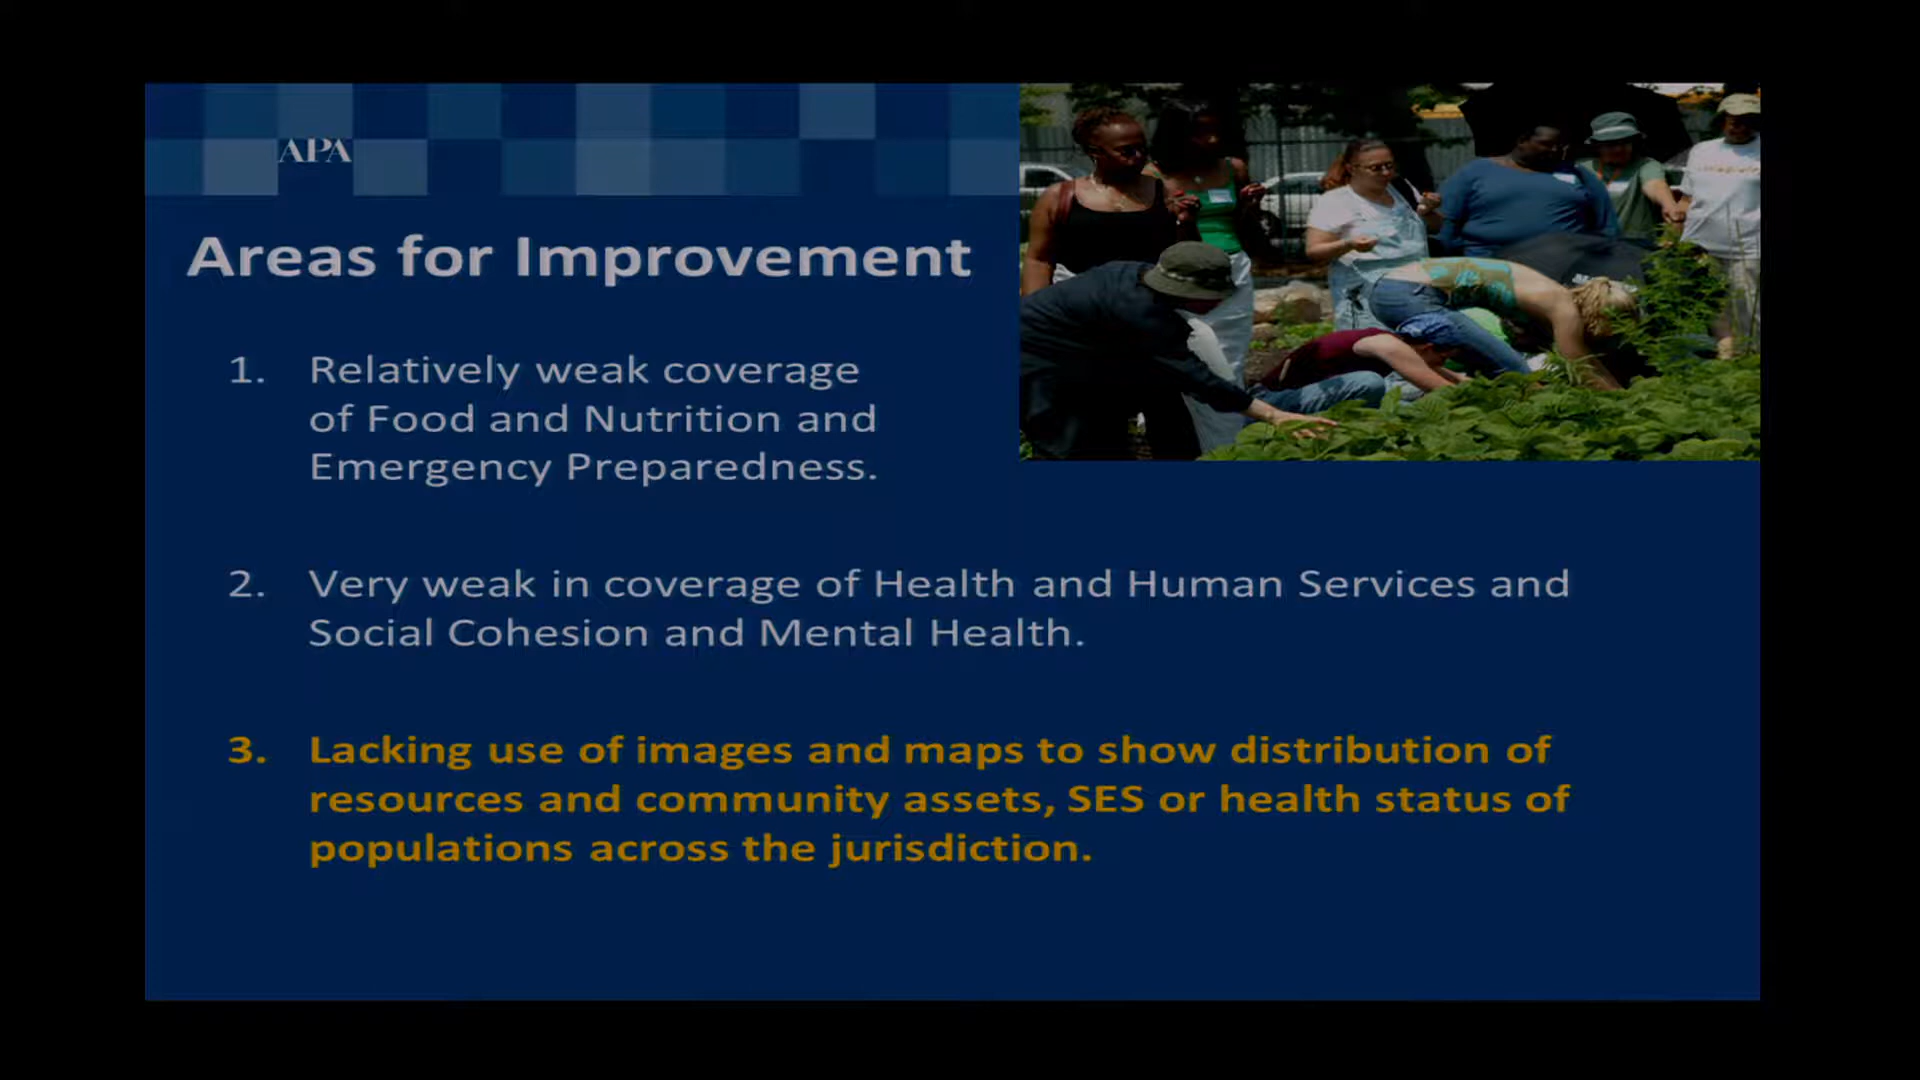 APA
Areas for Improvement
1. Relatively weak coverage
of Food and Nutrition and
Emergency Preparedness.
2. Very weak in coverage of Health and Human Services and
Social Cohesion and Mental Health.
3. Lacking use of images and maps to show distribution of
resources and community assets, SES or health status of
populations across the jurisdiction.